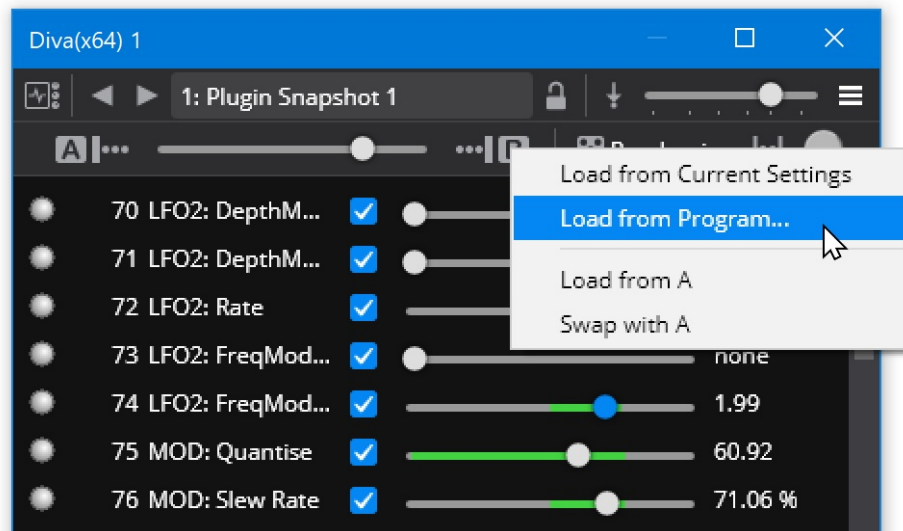 Diva(x64) 1
1: Plugin Snapshot 1
A
Load from Current Settings
70 LFO2: DepthM...
Load from Program...
71 LFO2: DepthM...
Load from A
72 LFO2: Rate
Swap with A
73 LFO2: FreqMod... none
74 LFO2: FreqMod... 1.99
75 MOD: Quantise 60.92
76 MOD: Slew Rate 71.06 %